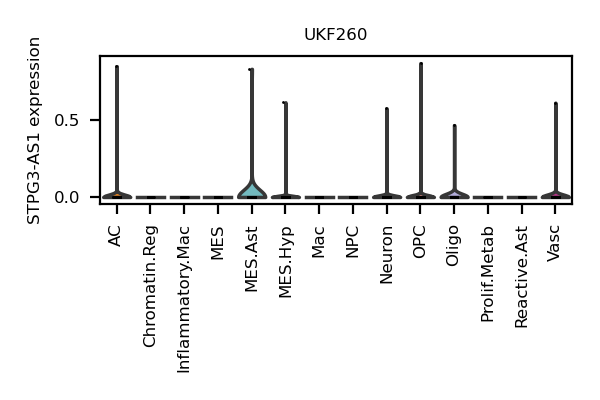 UKF260
STPG3-AS1 expression
0.5
0.0
AC
Chromatin.Reg
Inflammatory.Mac
MES
MES.Ast
MES.Hyp
Mac
NPC
Neuron
OPC
Oligo
Prolif.Metab
Reactive.Ast
Vasc